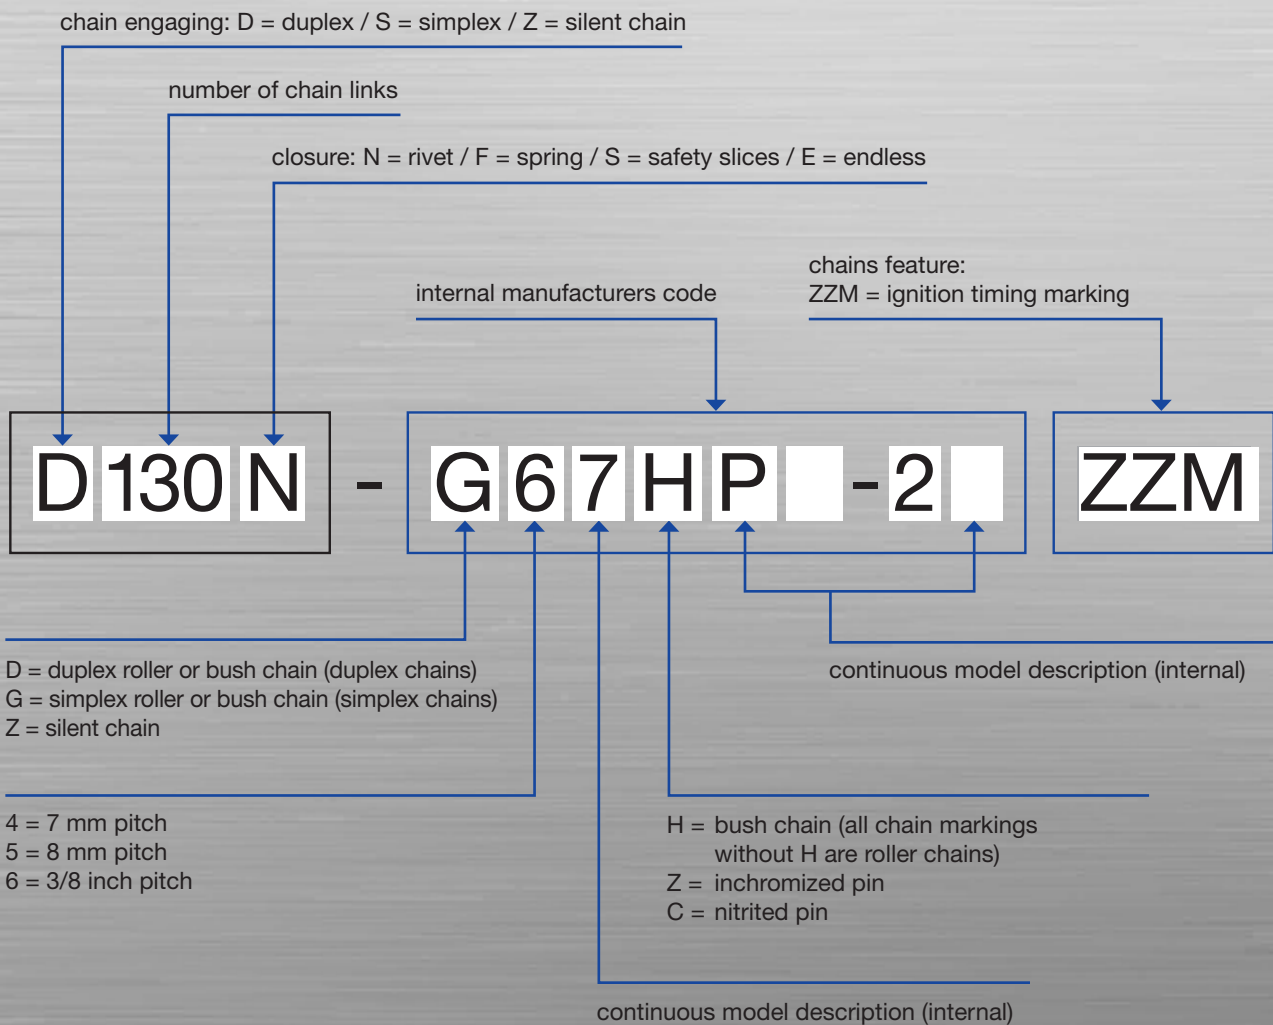 chain engaging: D = duplex / S = simplex / Z = silent chain
number of chain links
closure: N = rivet / F = spring / S = safety slices / E = endless
chains feature:
ZZM = ignition timing marking
internal manufacturers code
D 130 N - G 6 7 H P -2 ZZM
D = duplex roller or bush chain (duplex chains)
G = simplex roller or bush chain (simplex chains)
Z = silent chain
continuous model description (internal)
4 = 7 mm pitch
5 = 8 mm pitch
6 = 3/8 inch pitch
H = bush chain (all chain markings
without H are roller chains)
Z = inchromized pin
C = nitrited pin
continuous model description (internal)